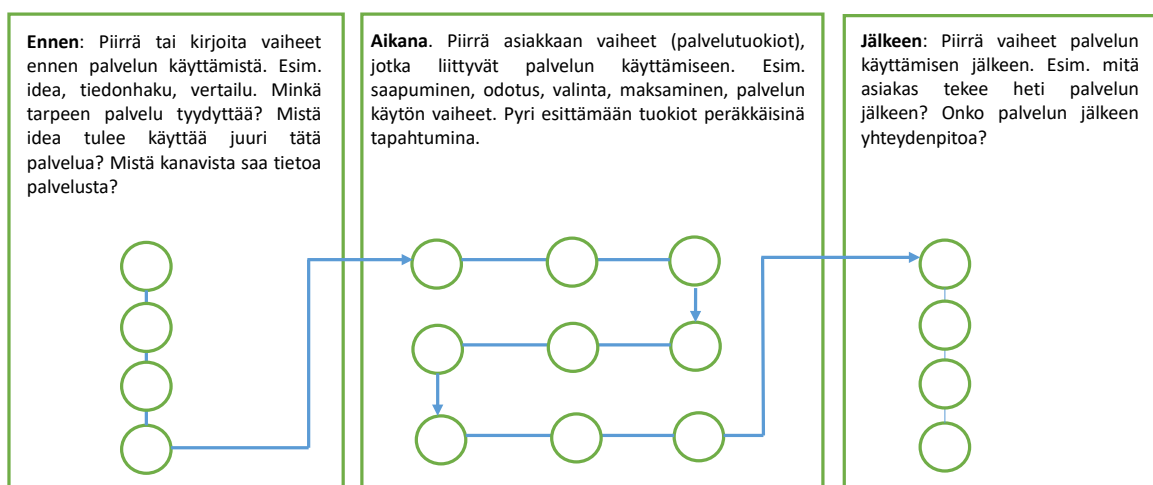 Ennen: Piirrä tai kirjoita vaiheet
ennen palvelun käyttämistä. Esim.
idea, tiedonhaku, vertailu. Minkä
tarpeen palvelu tyydyttää? Mistä
idea tulee käyttää juuri tätä
palvelua? Mistä kanavista saa tietoa
palvelusta?
Aikana. Piirrä asiakkaan vaiheet (palvelutuokiot),
jotka liittyvät palvelun käyttämiseen. Esim.
saapuminen, odotus, valinta, maksaminen, palvelun
käytön vaiheet. Pyri esittämään tuokiot peräkkäisinä
tapahtumina.
Jälkeen: Piirrä vaiheet palvelun
käyttämisen jälkeen. Esim. mitä
asiakas tekee heti palvelun
jälkeen? Onko palvelun jälkeen
yhteydenpitoa?